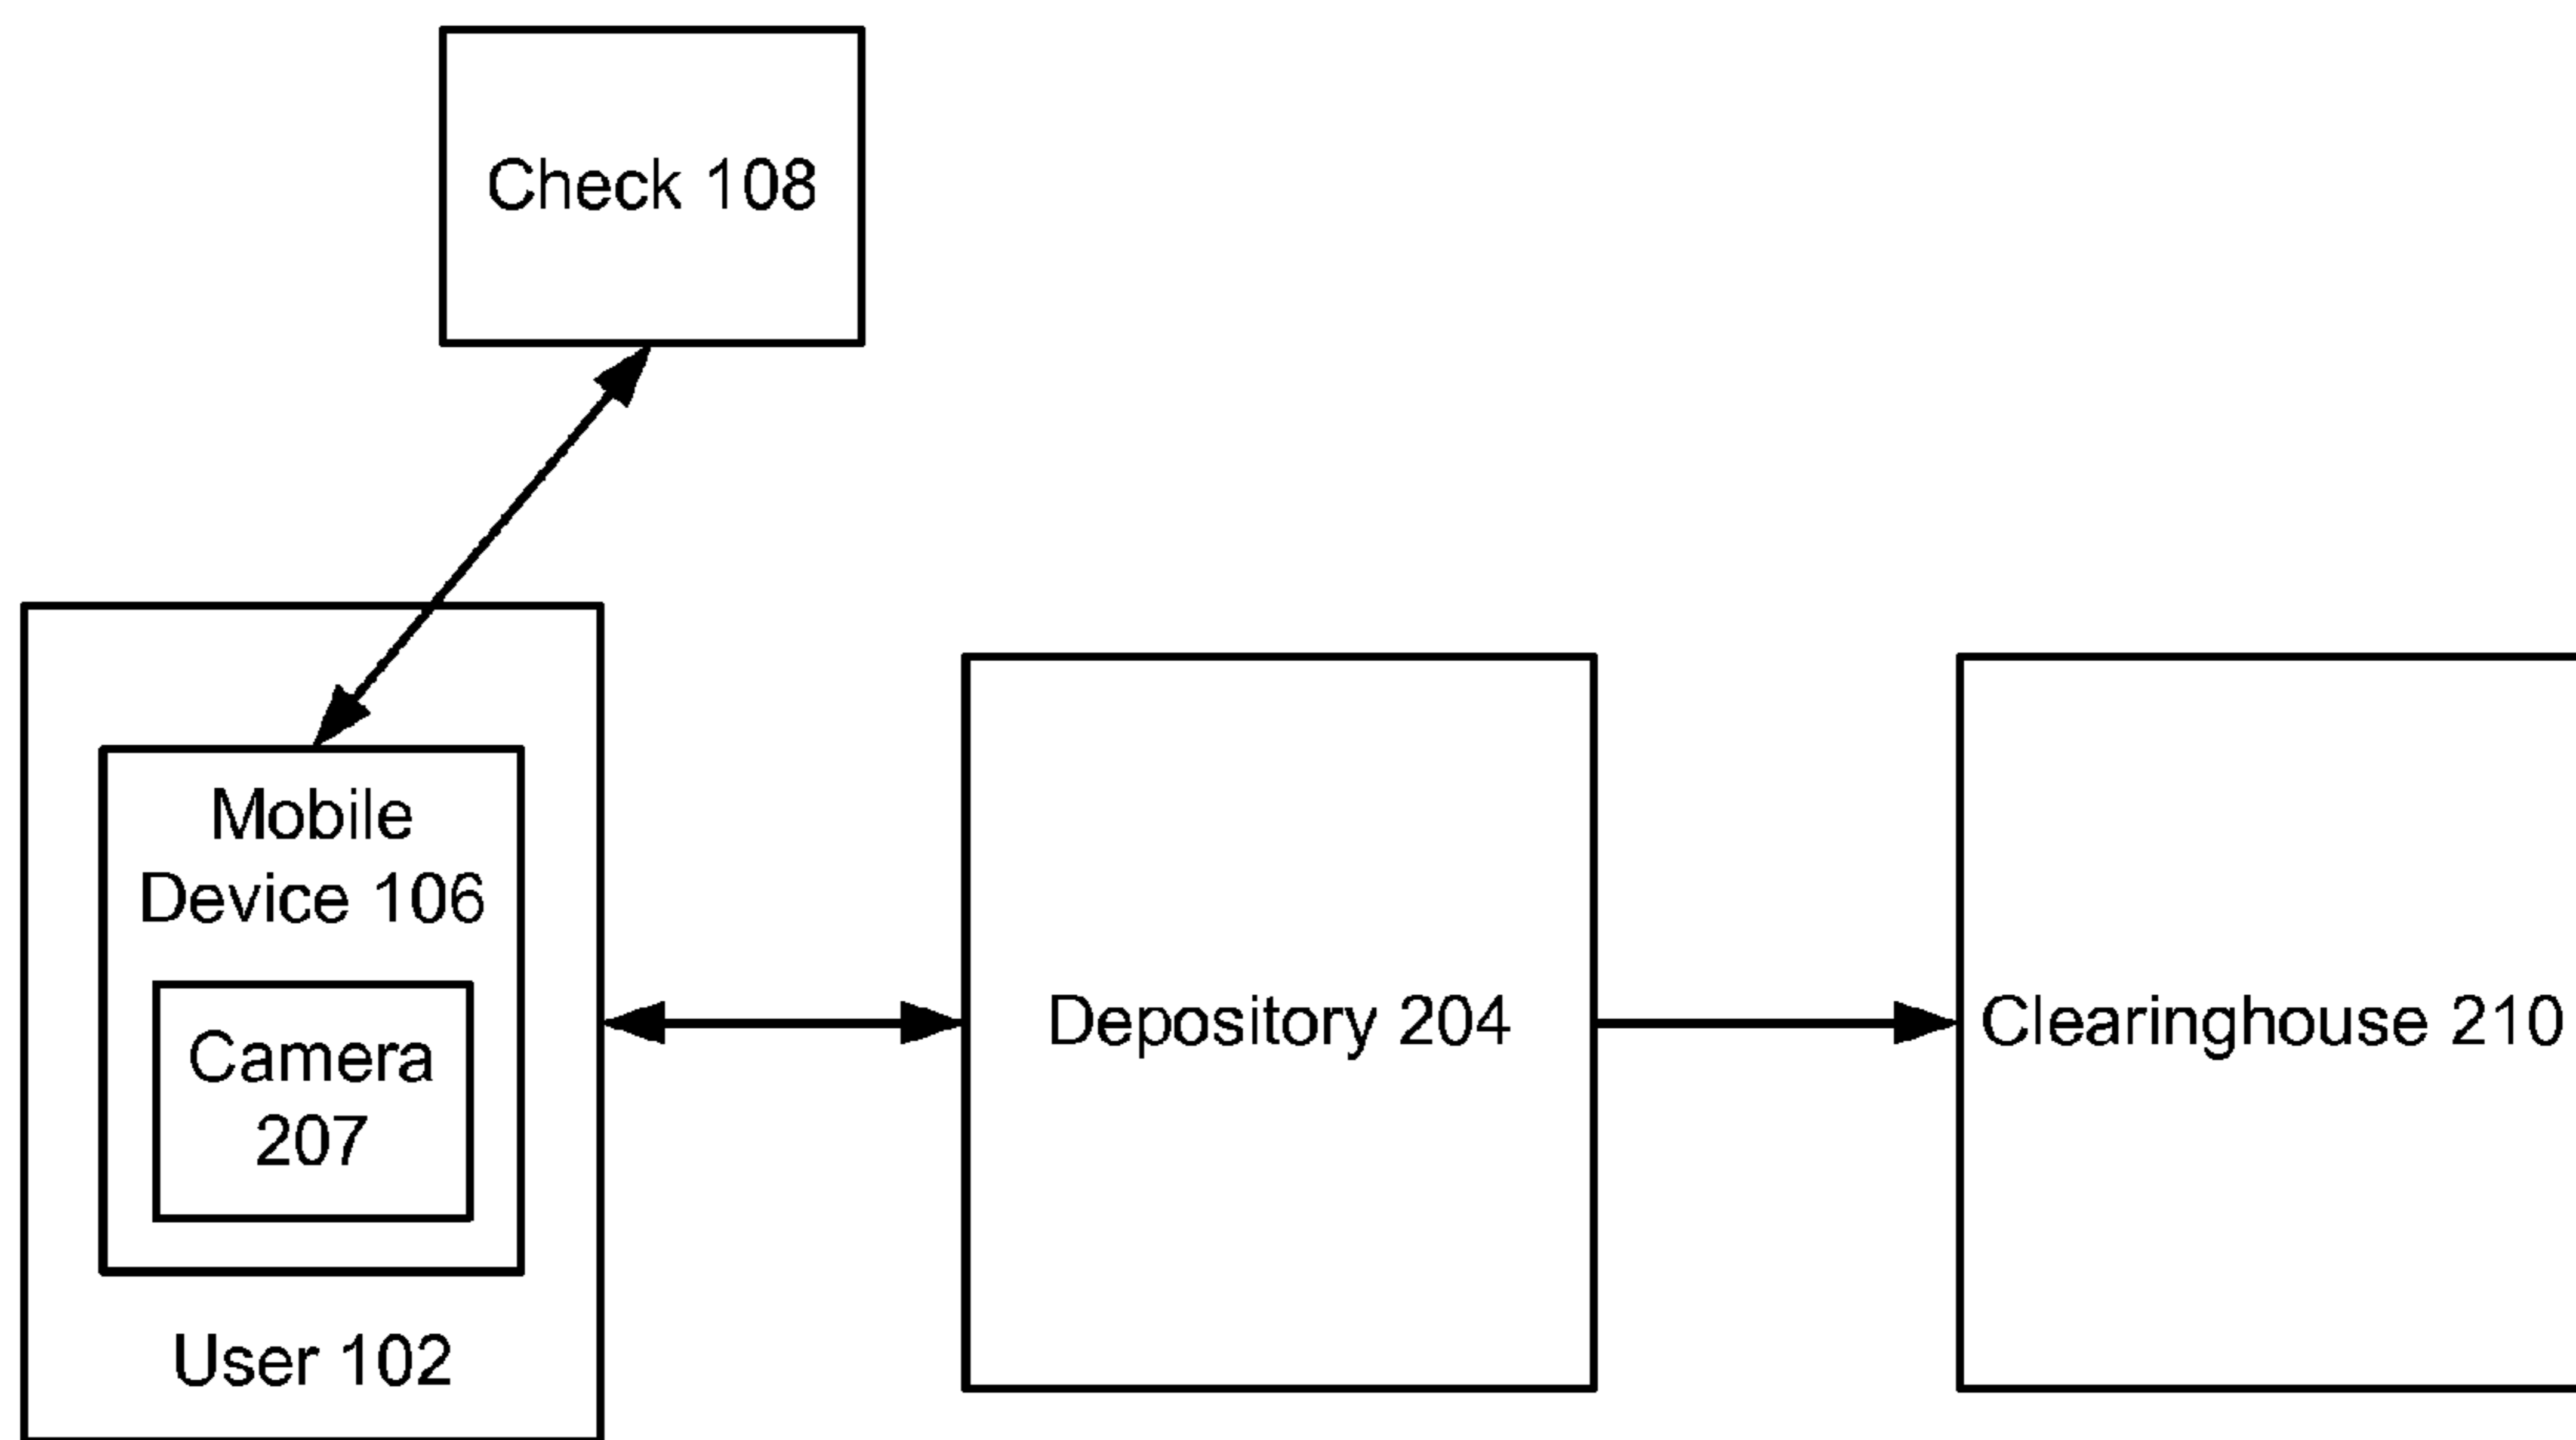 Check 108
Mobile
Device 106
Camera
207
User 102
Depository 204
Clearinghouse 210